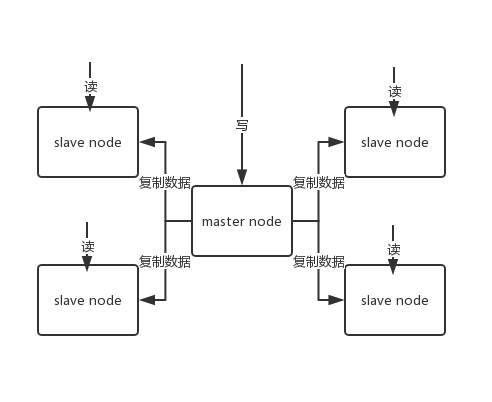 读
读
写
slave node
slave node
复制数据
复制数据
master node
读
读
复制数据
复制数据
slave node
slave node